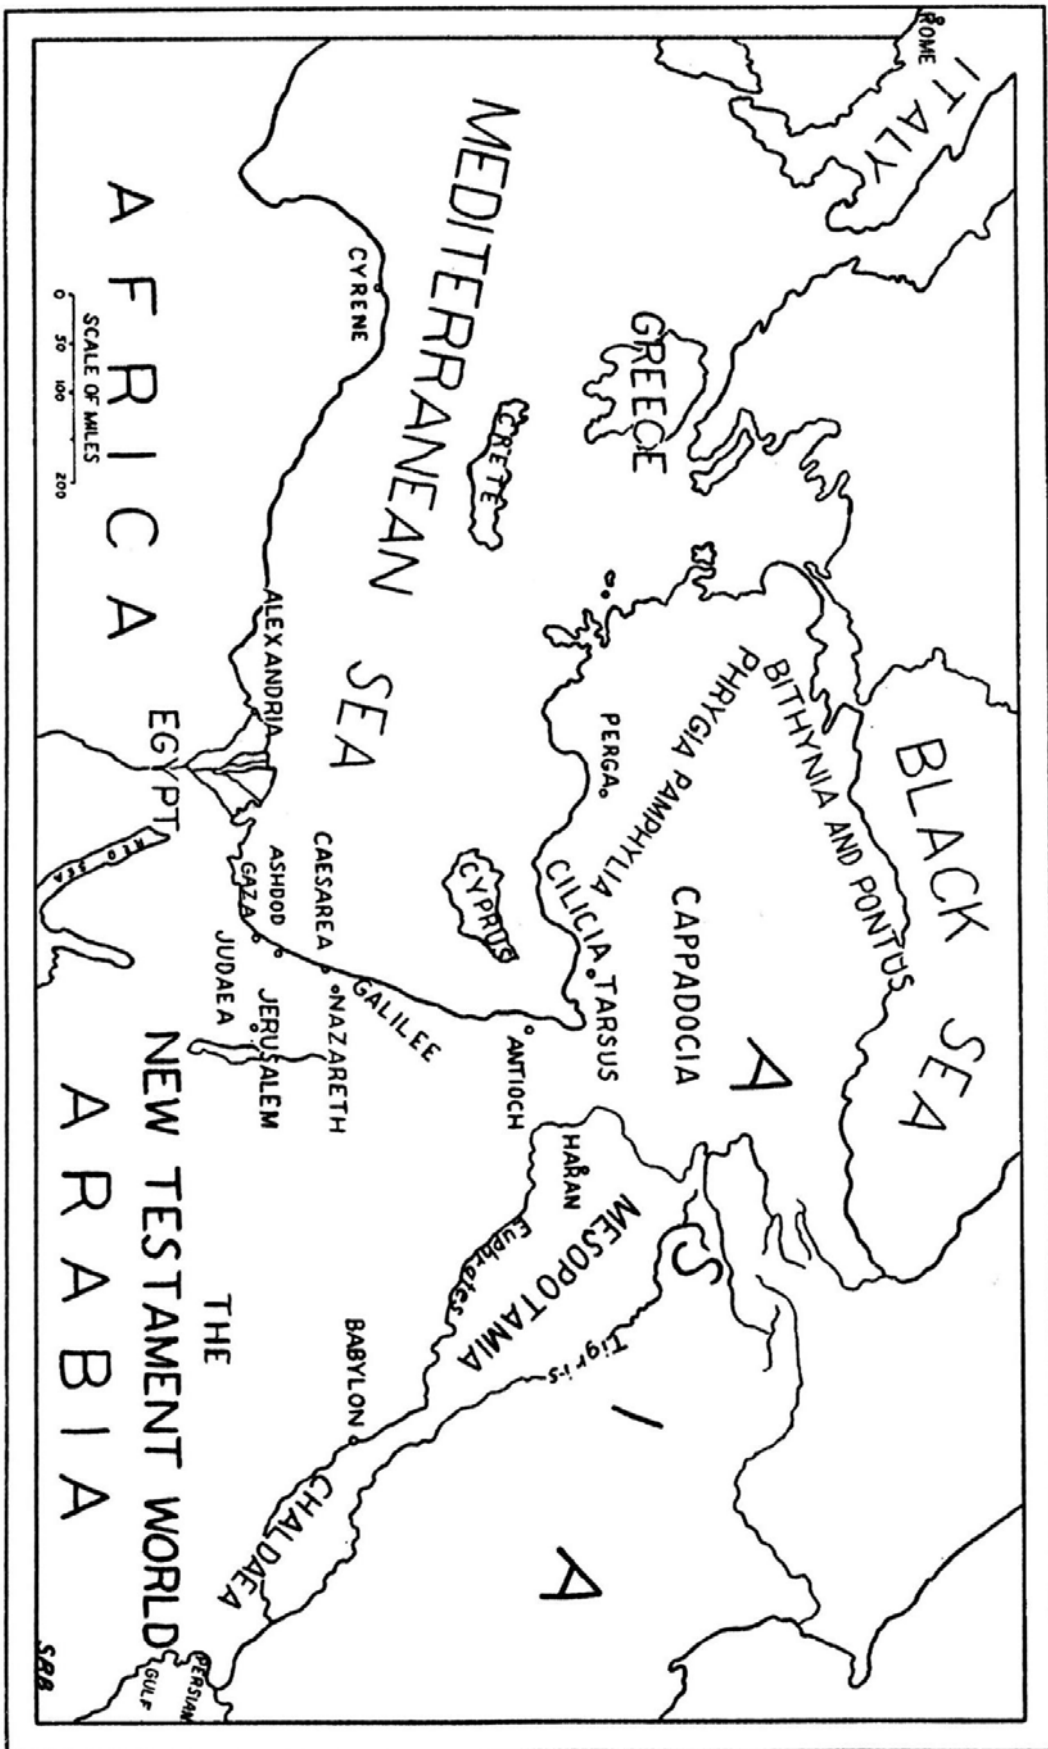 ROME
ITALY
BLACK SEA
GREECE
BITHYNIA AND PONTUS
PHRYGIA PAMPHYLIA
CAPPADOCIA
ASIA
MEDITERRANEAN SEA
CRETE
PERGA
CILICIA
TARSUS
CYPRUS
ANTIOCH
HARAN
MESOPOTAMIA
Euphrates
Tigris
CYRENE
ALEXANDRIA
CAESAREA
GALILEE
NAZARETH
ASHDOD
GAZA
JERUSALEM
JUDAEA
BABYLON
CHALDAEA
AFRICA
EGYPT
RED SEA
ARABIA
PERSIAN
GULF
THE
NEW TESTAMENT WORLD
SCALE OF MILES
0 50 100 200